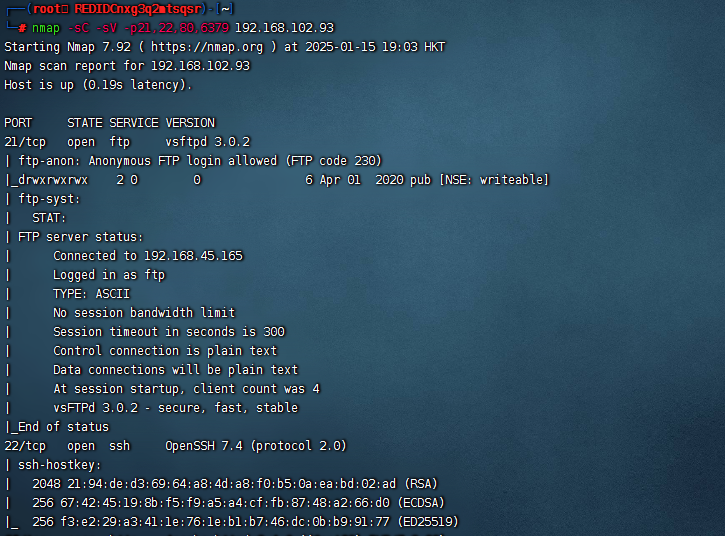 (root REDIDCnxg3q2mtsqsr)-[~]
# nmap -sC -sV -p21,22,80,6379 192.168.102.93
Starting Nmap 7.92 ( https://nmap.org ) at 2025-01-15 19:03 HKT
Nmap scan report for 192.168.102.93
Host is up (0.19s latency).

PORT     STATE SERVICE VERSION
21/tcp   open  ftp     vsftpd 3.0.2
| ftp-anon: Anonymous FTP login allowed (FTP code 230)
|_drwxrwxrwx    2 0        0               6 Apr 01  2020 pub [NSE: writeable]
| ftp-syst:
|   STAT:
| FTP server status:
|      Connected to 192.168.45.165
|      Logged in as ftp
|      TYPE: ASCII
|      No session bandwidth limit
|      Session timeout in seconds is 300
|      Control connection is plain text
|      Data connections will be plain text
|      At session startup, client count was 4
|      vsFTPd 3.0.2 - secure, fast, stable
|_End of status
22/tcp   open  ssh     OpenSSH 7.4 (protocol 2.0)
| ssh-hostkey:
|   2048 21:94:de:d3:69:64:a8:4d:a8:f0:b5:0a:ea:bd:02:ad (RSA)
|   256 67:42:45:19:8b:f5:f9:a5:a4:cf:fb:87:48:a2:66:d0 (ECDSA)
|_  256 f3:e2:29:a3:41:1e:76:1e:b1:b7:46:dc:0b:b9:91:77 (ED25519)